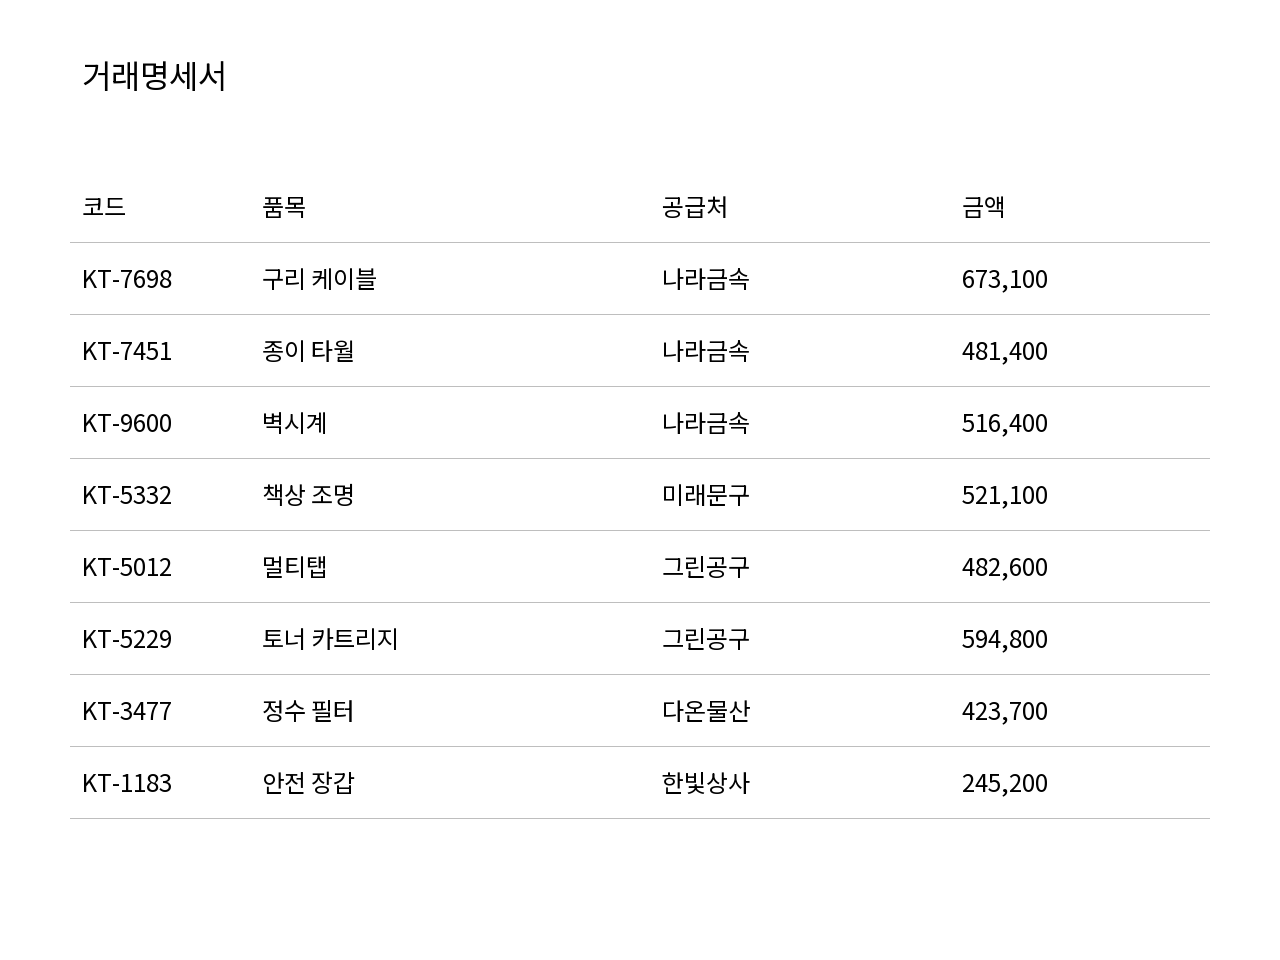 거래명세서
코드 품목 공급처 금액
KT-7698 구리 케이블 나라금속 673,100
KT-7451 종이 타월 나라금속 481,400
KT-9600 벽시계 나라금속 516,400
KT-5332 책상 조명 미래문구 521,100
KT-5012 멀티탭 그린공구 482,600
KT-5229 토너 카트리지 그린공구 594,800
KT-3477 정수 필터 다온물산 423,700
KT-1183 안전 장갑 한빛상사 245,200